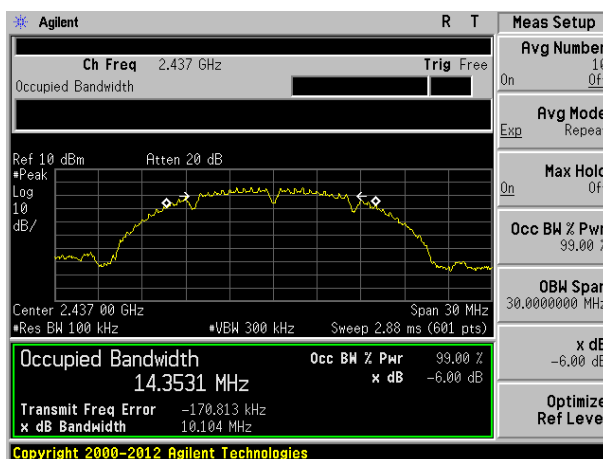 Agilent R T Meas Setup
Ch Freq 2.437 GHz Trig Free
Occupied Bandwidth
Avg Number
10
On Off
Avg Mode
Exp Repeat
Max Hold
On Off
Occ BW % Pwr
99.00 %
OBW Span
30.0000000 MHz
x dB
-6.00 dB
Optimize
Ref Level
Ref 10 dBm Atten 20 dB
#Peak
Log
10
dB/
Center 2.437 00 GHz Span 30 MHz
#Res BW 100 kHz #VBW 300 kHz Sweep 2.88 ms (601 pts)
Occupied Bandwidth Occ BW % Pwr 99.00 %
14.3531 MHz x dB -6.00 dB
Transmit Freq Error -170.813 kHz
x dB Bandwidth 10.104 MHz
Copyright 2000-2012 Agilent Technologies